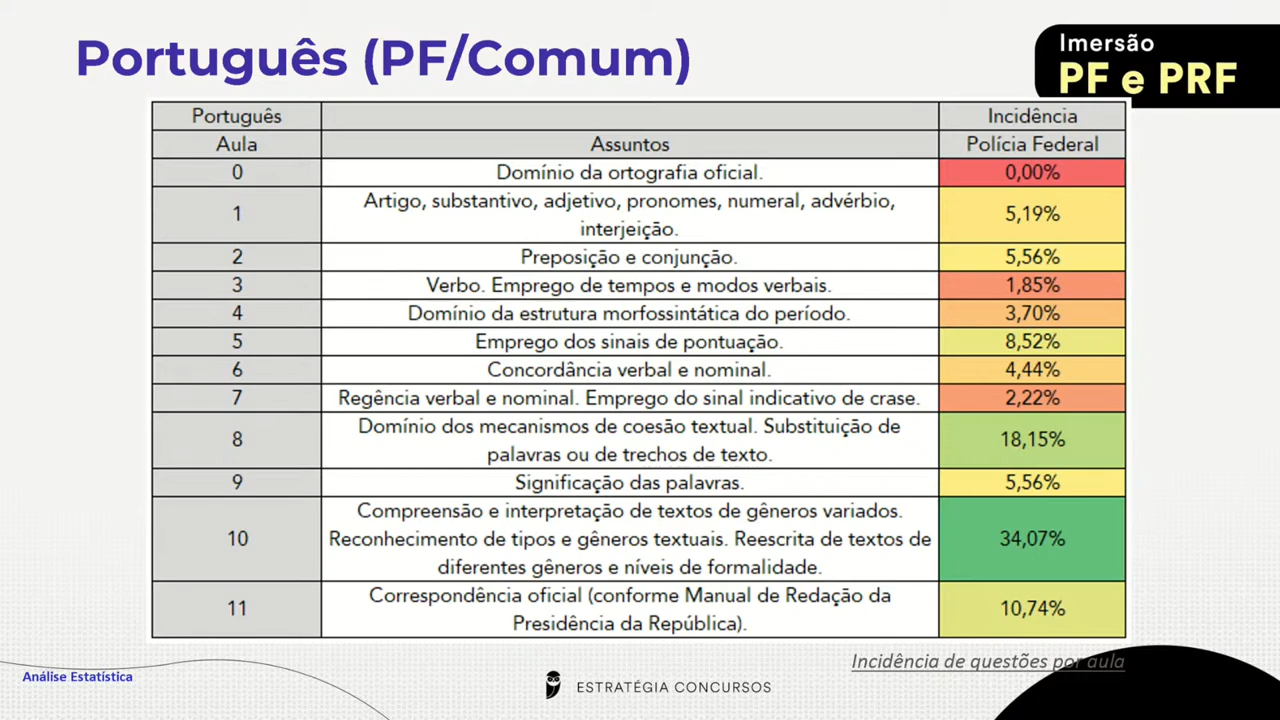 Português (PF/Comum)
Imersão
PF e PRF
Português Incidência
Aula Assuntos Polícia Federal
0 Domínio da ortografia oficial. 0,00%
Artigo, substantivo, adjetivo, pronomes, numeral, advérbio,
1 5,19%
interjeição.
2 Preposição e conjunção. 5,56%
3 Verbo. Emprego de tempos e modos verbais. 1,85%
4 Domínio da estrutura morfossintática do período. 3,70%
5 Emprego dos sinais de pontuação. 8,52%
6 Concordância verbal e nominal. 4,44%
7 Regência verbal e nominal. Emprego do sinal indicativo de crase. 2,22%
Domínio dos mecanismos de coesão textual. Substituição de
8 18,15%
palavras ou de trechos de texto.
9 Significação das palavras. 5,56%
Compreensão e interpretação de textos de gêneros variados.
10 Reconhecimento de tipos e gêneros textuais. Reescrita de textos de 34,07%
diferentes gêneros e níveis de formalidade.
Correspondência oficial (conforme Manual de Redação da
11 10,74%
Presidência da República).
Incidência de questões por aula
Análise Estatística
ESTRATÉGIA CONCURSOS